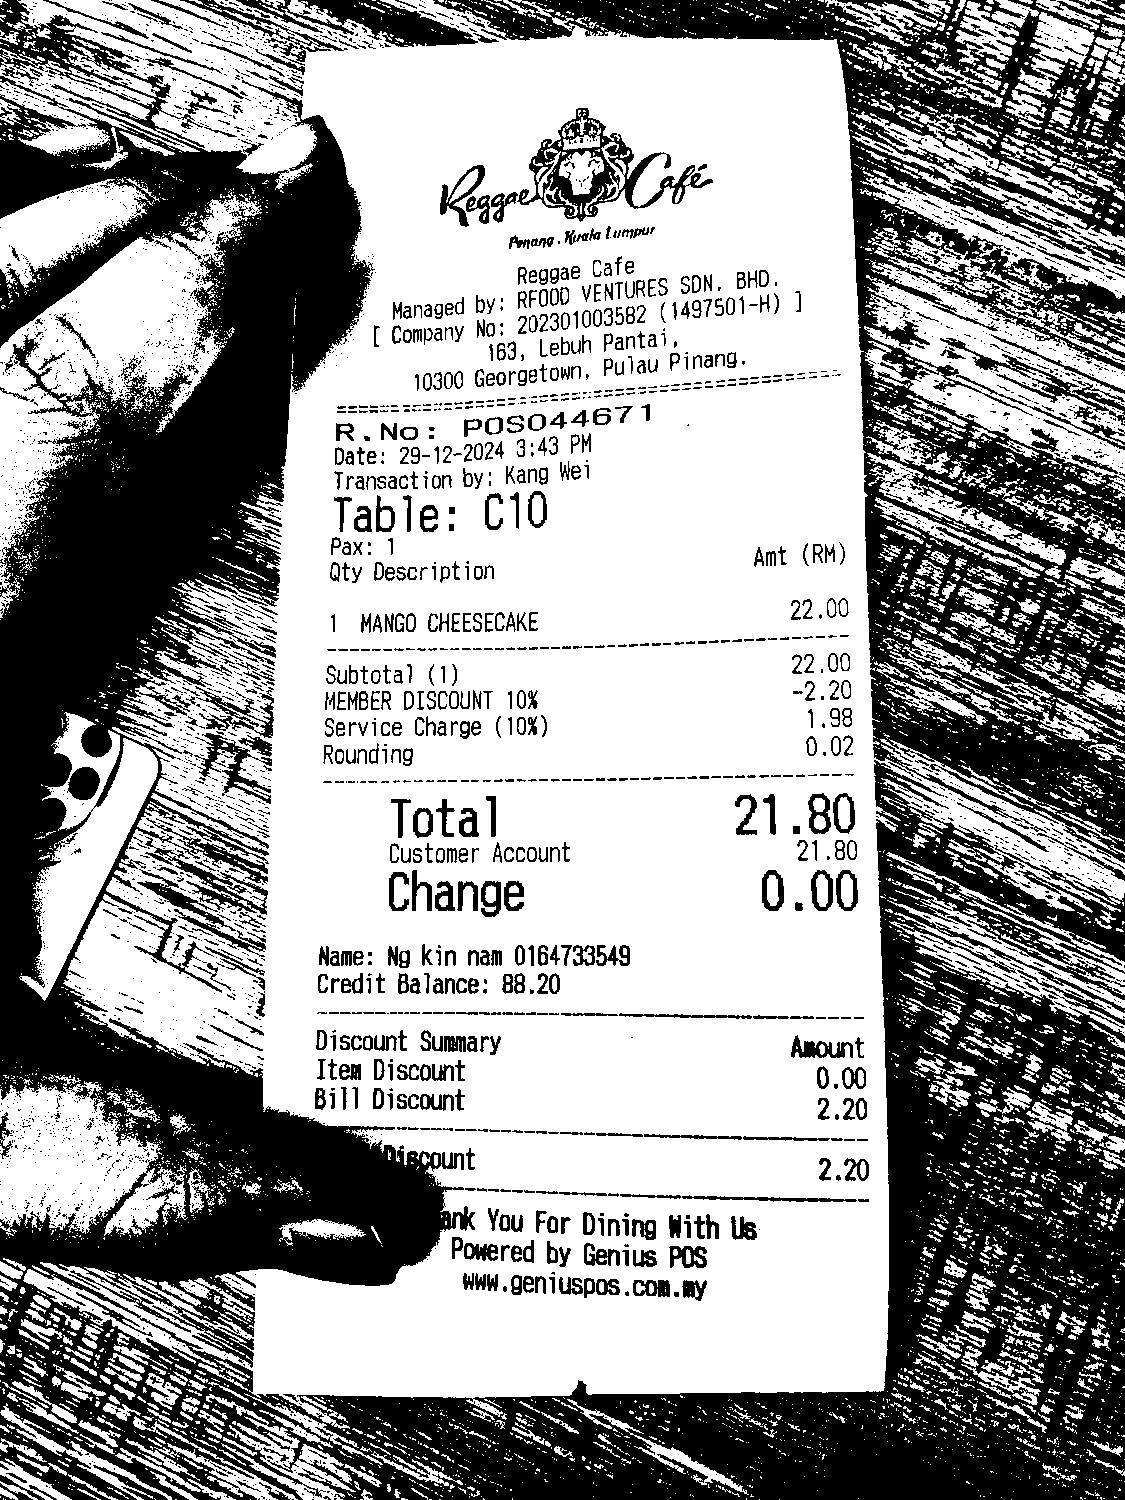 Reggae Café
Penang . Kuala Lumpur
Reggae Cafe
Managed by: RFOOD VENTURES SDN. BHD.
[ Company No: 202301003582 (1497501-H) ]
163, Lebuh Pantai,
10300 Georgetown, Pulau Pinang.
R.No: POS044671
Date: 29-12-2024 3:43 PM
Transaction by: Kang Wei
Table: C10
Pax: 1
Qty Description Amt (RM)
1 MANGO CHEESECAKE 22.00
Subtotal (1) 22.00
MEMBER DISCOUNT 10% -2.20
Service Charge (10%) 1.98
Rounding 0.02
Total 21.80
Customer Account 21.80
Change 0.00
Name: Ng kin nam 0164733549
Credit Balance: 88.20
Discount Summary Amount
Item Discount 0.00
Bill Discount 2.20
Discount 2.20
ank You For Dining With Us
Powered by Genius POS
www.geniuspos.com.my